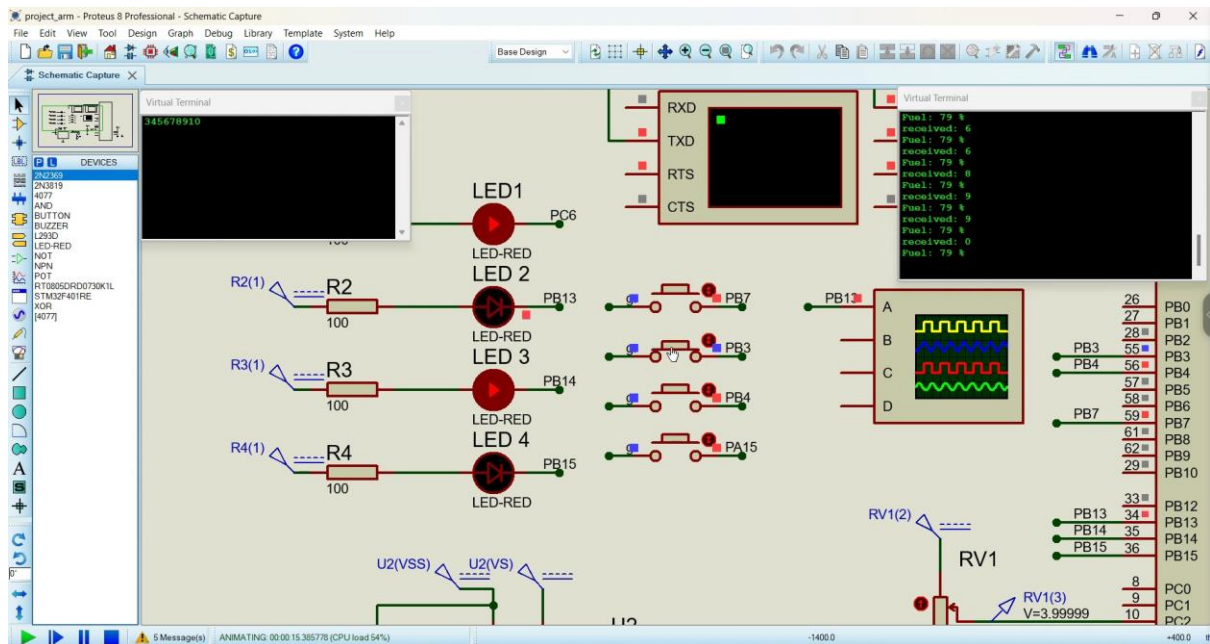 project_arm - Proteus 8 Professional - Schematic Capture
File Edit View Tool Design Graph Debug Library Template System Help
Base Design
Schematic Capture
P L DEVICES
2N2369
2N3819
4077
AND
BUTTON
BUZZER
L293D
LED-RED
NOT
NPN
POT
RT0805DRD0730K1L
STM32F401RE
XOR
[4077]
Virtual Terminal
345678910
RXD
TXD
RTS
CTS
Virtual Terminal
Fuel: 79 %
received: 6
Fuel: 79 %
received: 6
Fuel: 79 %
received: 8
Fuel: 79 %
received: 9
Fuel: 79 %
received: 9
Fuel: 79 %
received: 0
Fuel: 79 %
LED1
PC6
LED-RED
LED 2
R2(1)
R2
100
PB13
LED-RED
LED 3
R3(1)
R3
100
PB14
LED-RED
LED 4
R4(1)
R4
100
PB15
LED-RED
PB7
PB3
PB4
PA15
PB13
A
B
C
D
26 PB0
27 PB1
28 PB2
PB3 55 PB3
PB4 56 PB4
57 PB5
58 PB6
PB7 59 PB7
61 PB8
62 PB9
29 PB10
33 PB12
PB13 34 PB13
PB14 35 PB14
PB15 36 PB15
8 PC0
9 PC1
10 PC2
RV1(2)
RV1
RV1(3)
V=3.99999
U2(VSS)
U2(VS)
5 Message(s)
ANIMATING: 00:00:15.385778 (CPU load 54%)
-1400.0
+400.0